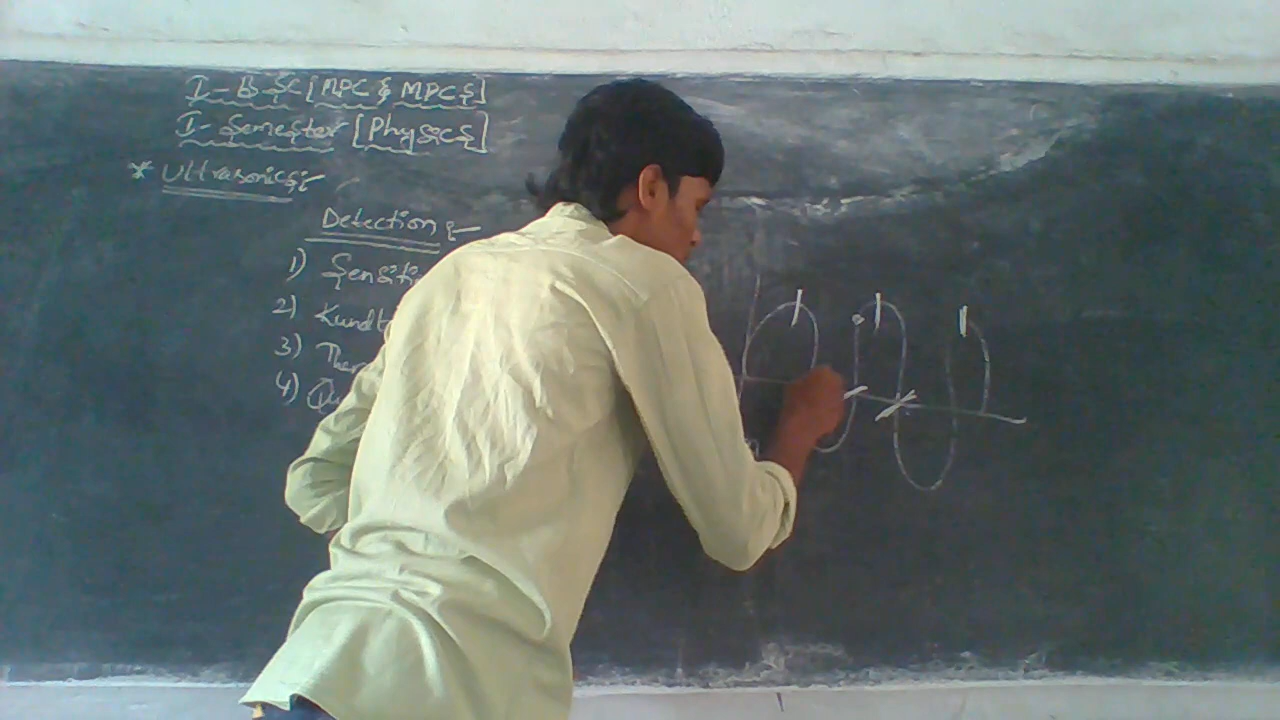 I - B.Sc [MPC & MPCs]
I - Semester [Physics]
* Ultrasonics:-
Detection :-
1)
2)
3)
4)